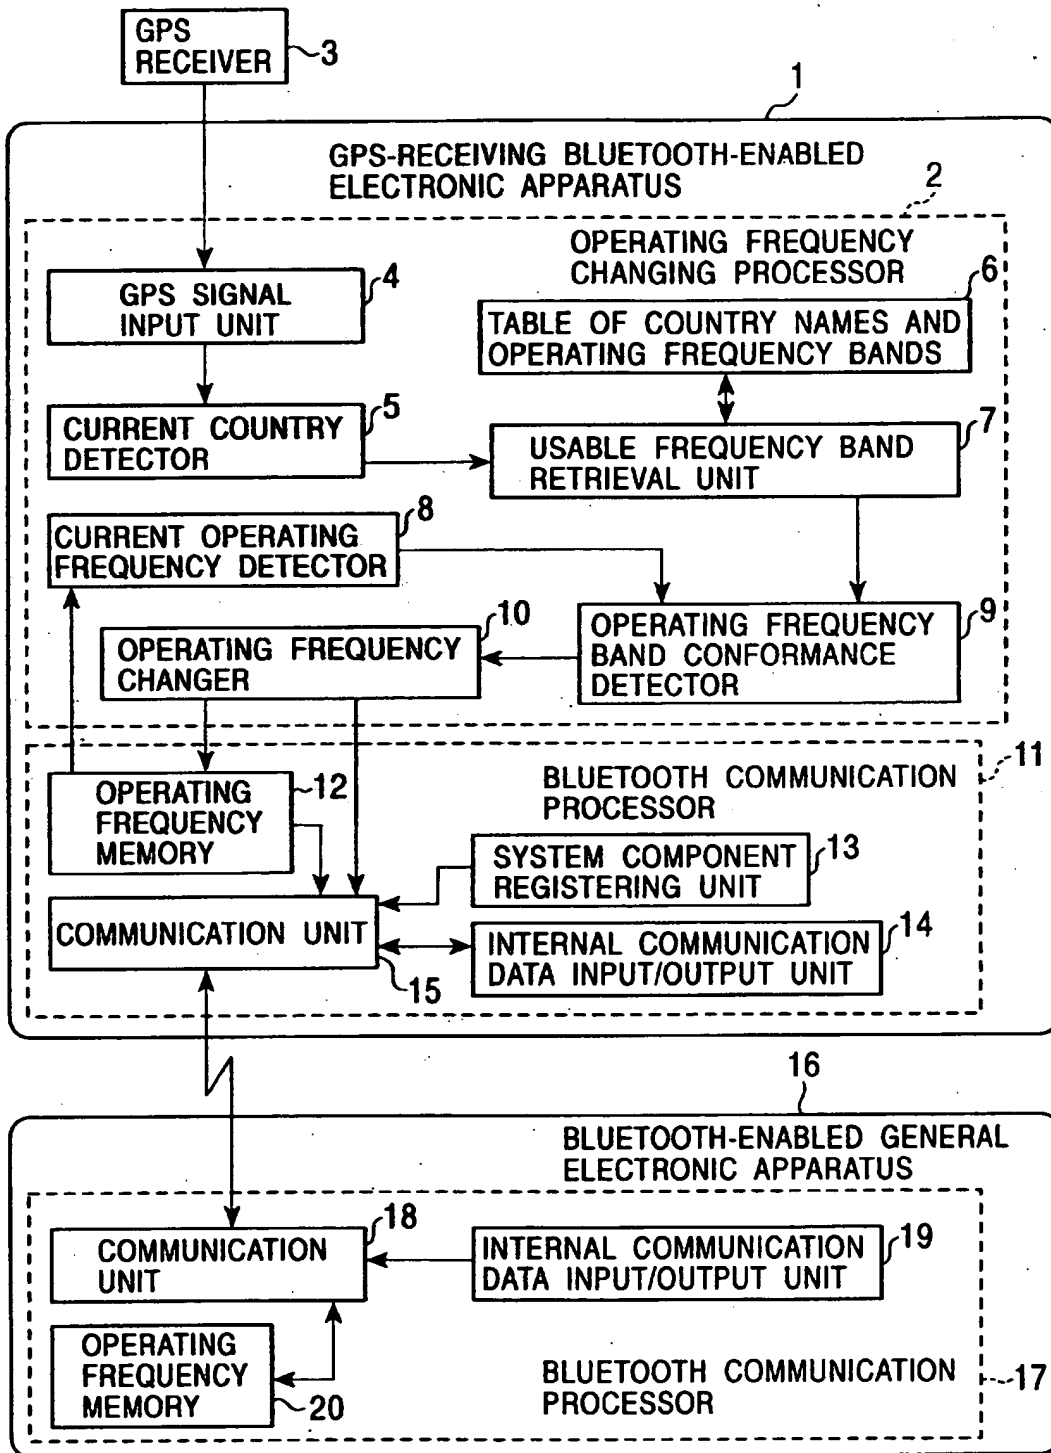 GPS
RECEIVER
3
1
GPS-RECEIVING BLUETOOTH-ENABLED
ELECTRONIC APPARATUS
2
OPERATING FREQUENCY
CHANGING PROCESSOR
4
GPS SIGNAL
INPUT UNIT
6
TABLE OF COUNTRY NAMES AND
OPERATING FREQUENCY BANDS
5
CURRENT COUNTRY
DETECTOR
7
USABLE FREQUENCY BAND
RETRIEVAL UNIT
8
CURRENT OPERATING
FREQUENCY DETECTOR
10
OPERATING FREQUENCY
CHANGER
9
OPERATING FREQUENCY
BAND CONFORMANCE
DETECTOR
11
BLUETOOTH COMMUNICATION
PROCESSOR
12
OPERATING
FREQUENCY
MEMORY
13
SYSTEM COMPONENT
REGISTERING UNIT
COMMUNICATION UNIT
15
14
INTERNAL COMMUNICATION
DATA INPUT/OUTPUT UNIT
16
BLUETOOTH-ENABLED GENERAL
ELECTRONIC APPARATUS
18
COMMUNICATION
UNIT
19
INTERNAL COMMUNICATION
DATA INPUT/OUTPUT UNIT
OPERATING
FREQUENCY
MEMORY
20
BLUETOOTH COMMUNICATION
PROCESSOR
17